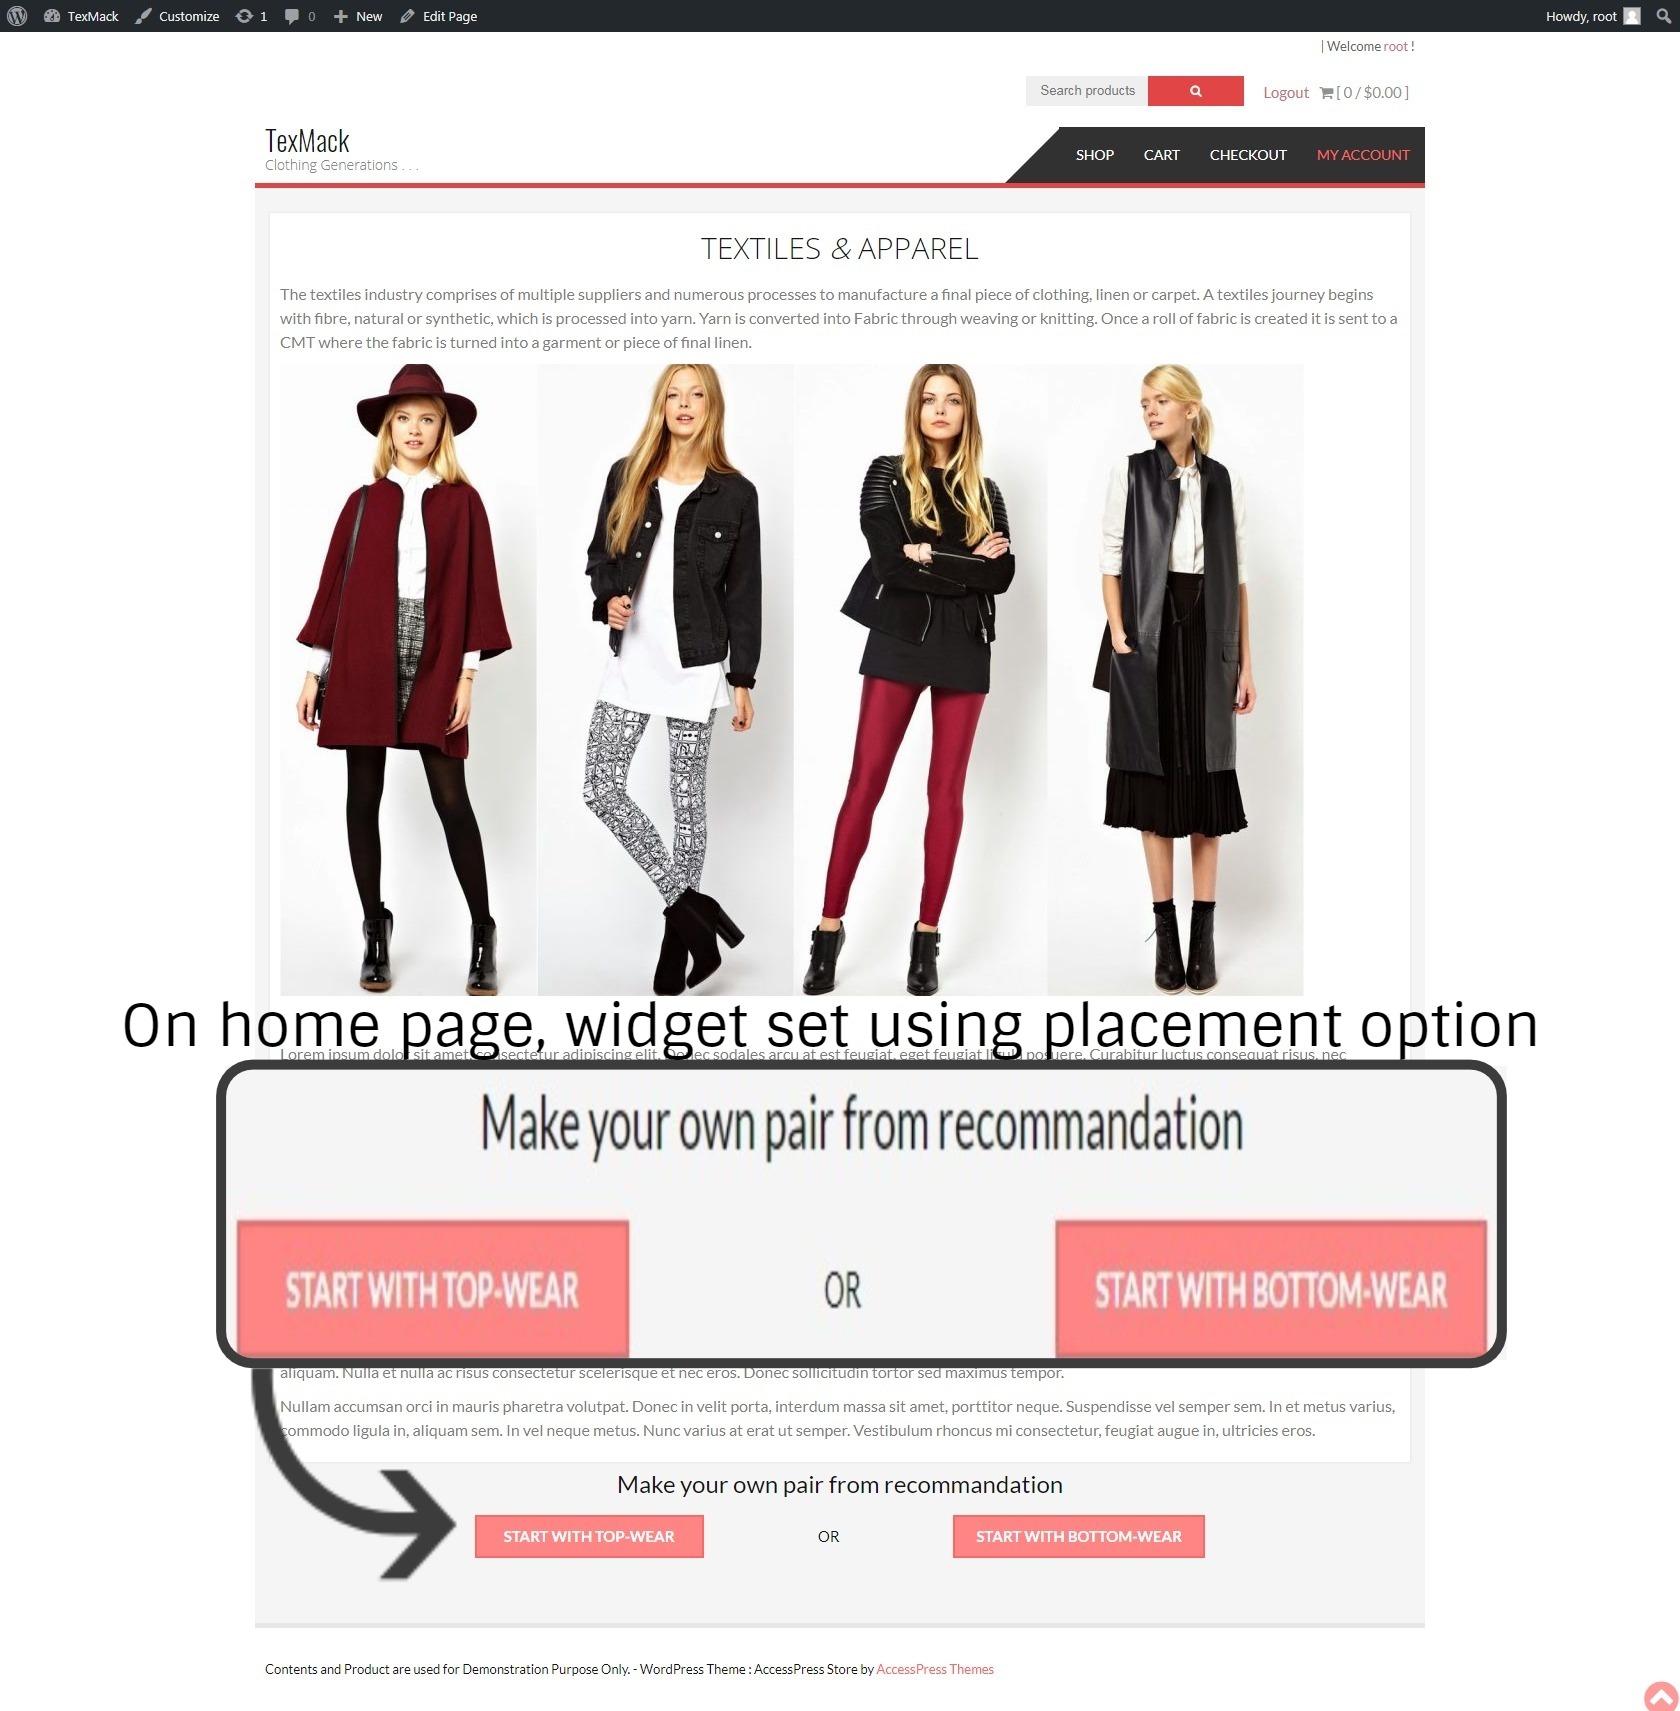 TexMack
Customize
1
0
New
Edit Page
Howdy, root
| Welcome root !
Search products
Logout
[ 0 / $0.00 ]
TexMack
Clothing Generations . . .
SHOP
CART
CHECKOUT
MY ACCOUNT
TEXTILES & APPAREL
The textiles industry comprises of multiple suppliers and numerous processes to manufacture a final piece of clothing, linen or carpet. A textiles journey begins
with fibre, natural or synthetic, which is processed into yarn. Yarn is converted into Fabric through weaving or knitting. Once a roll of fabric is created it is sent to a
CMT where the fabric is turned into a garment or piece of final linen.
On home page, widget set using placement option
Lorem ipsum dolor sit amet, consectetur adipiscing elit. Donec sodales arcu at est feugiat, eget feugiat ligula posuere. Curabitur luctus consequat risus, nec
Make your own pair from recommandation
START WITH TOP-WEAR
OR
START WITH BOTTOM-WEAR
aliquam. Nulla et nulla ac risus consectetur scelerisque et nec eros. Donec sollicitudin tortor sed maximus tempor.
Nullam accumsan orci in mauris pharetra volutpat. Donec in velit porta, interdum massa sit amet, porttitor neque. Suspendisse vel semper sem. In et metus varius,
commodo ligula in, aliquam sem. In vel neque metus. Nunc varius at erat ut semper. Vestibulum rhoncus mi consectetur, feugiat augue in, ultricies eros.
Make your own pair from recommandation
START WITH TOP-WEAR
OR
START WITH BOTTOM-WEAR
Contents and Product are used for Demonstration Purpose Only. - WordPress Theme : AccessPress Store by AccessPress Themes